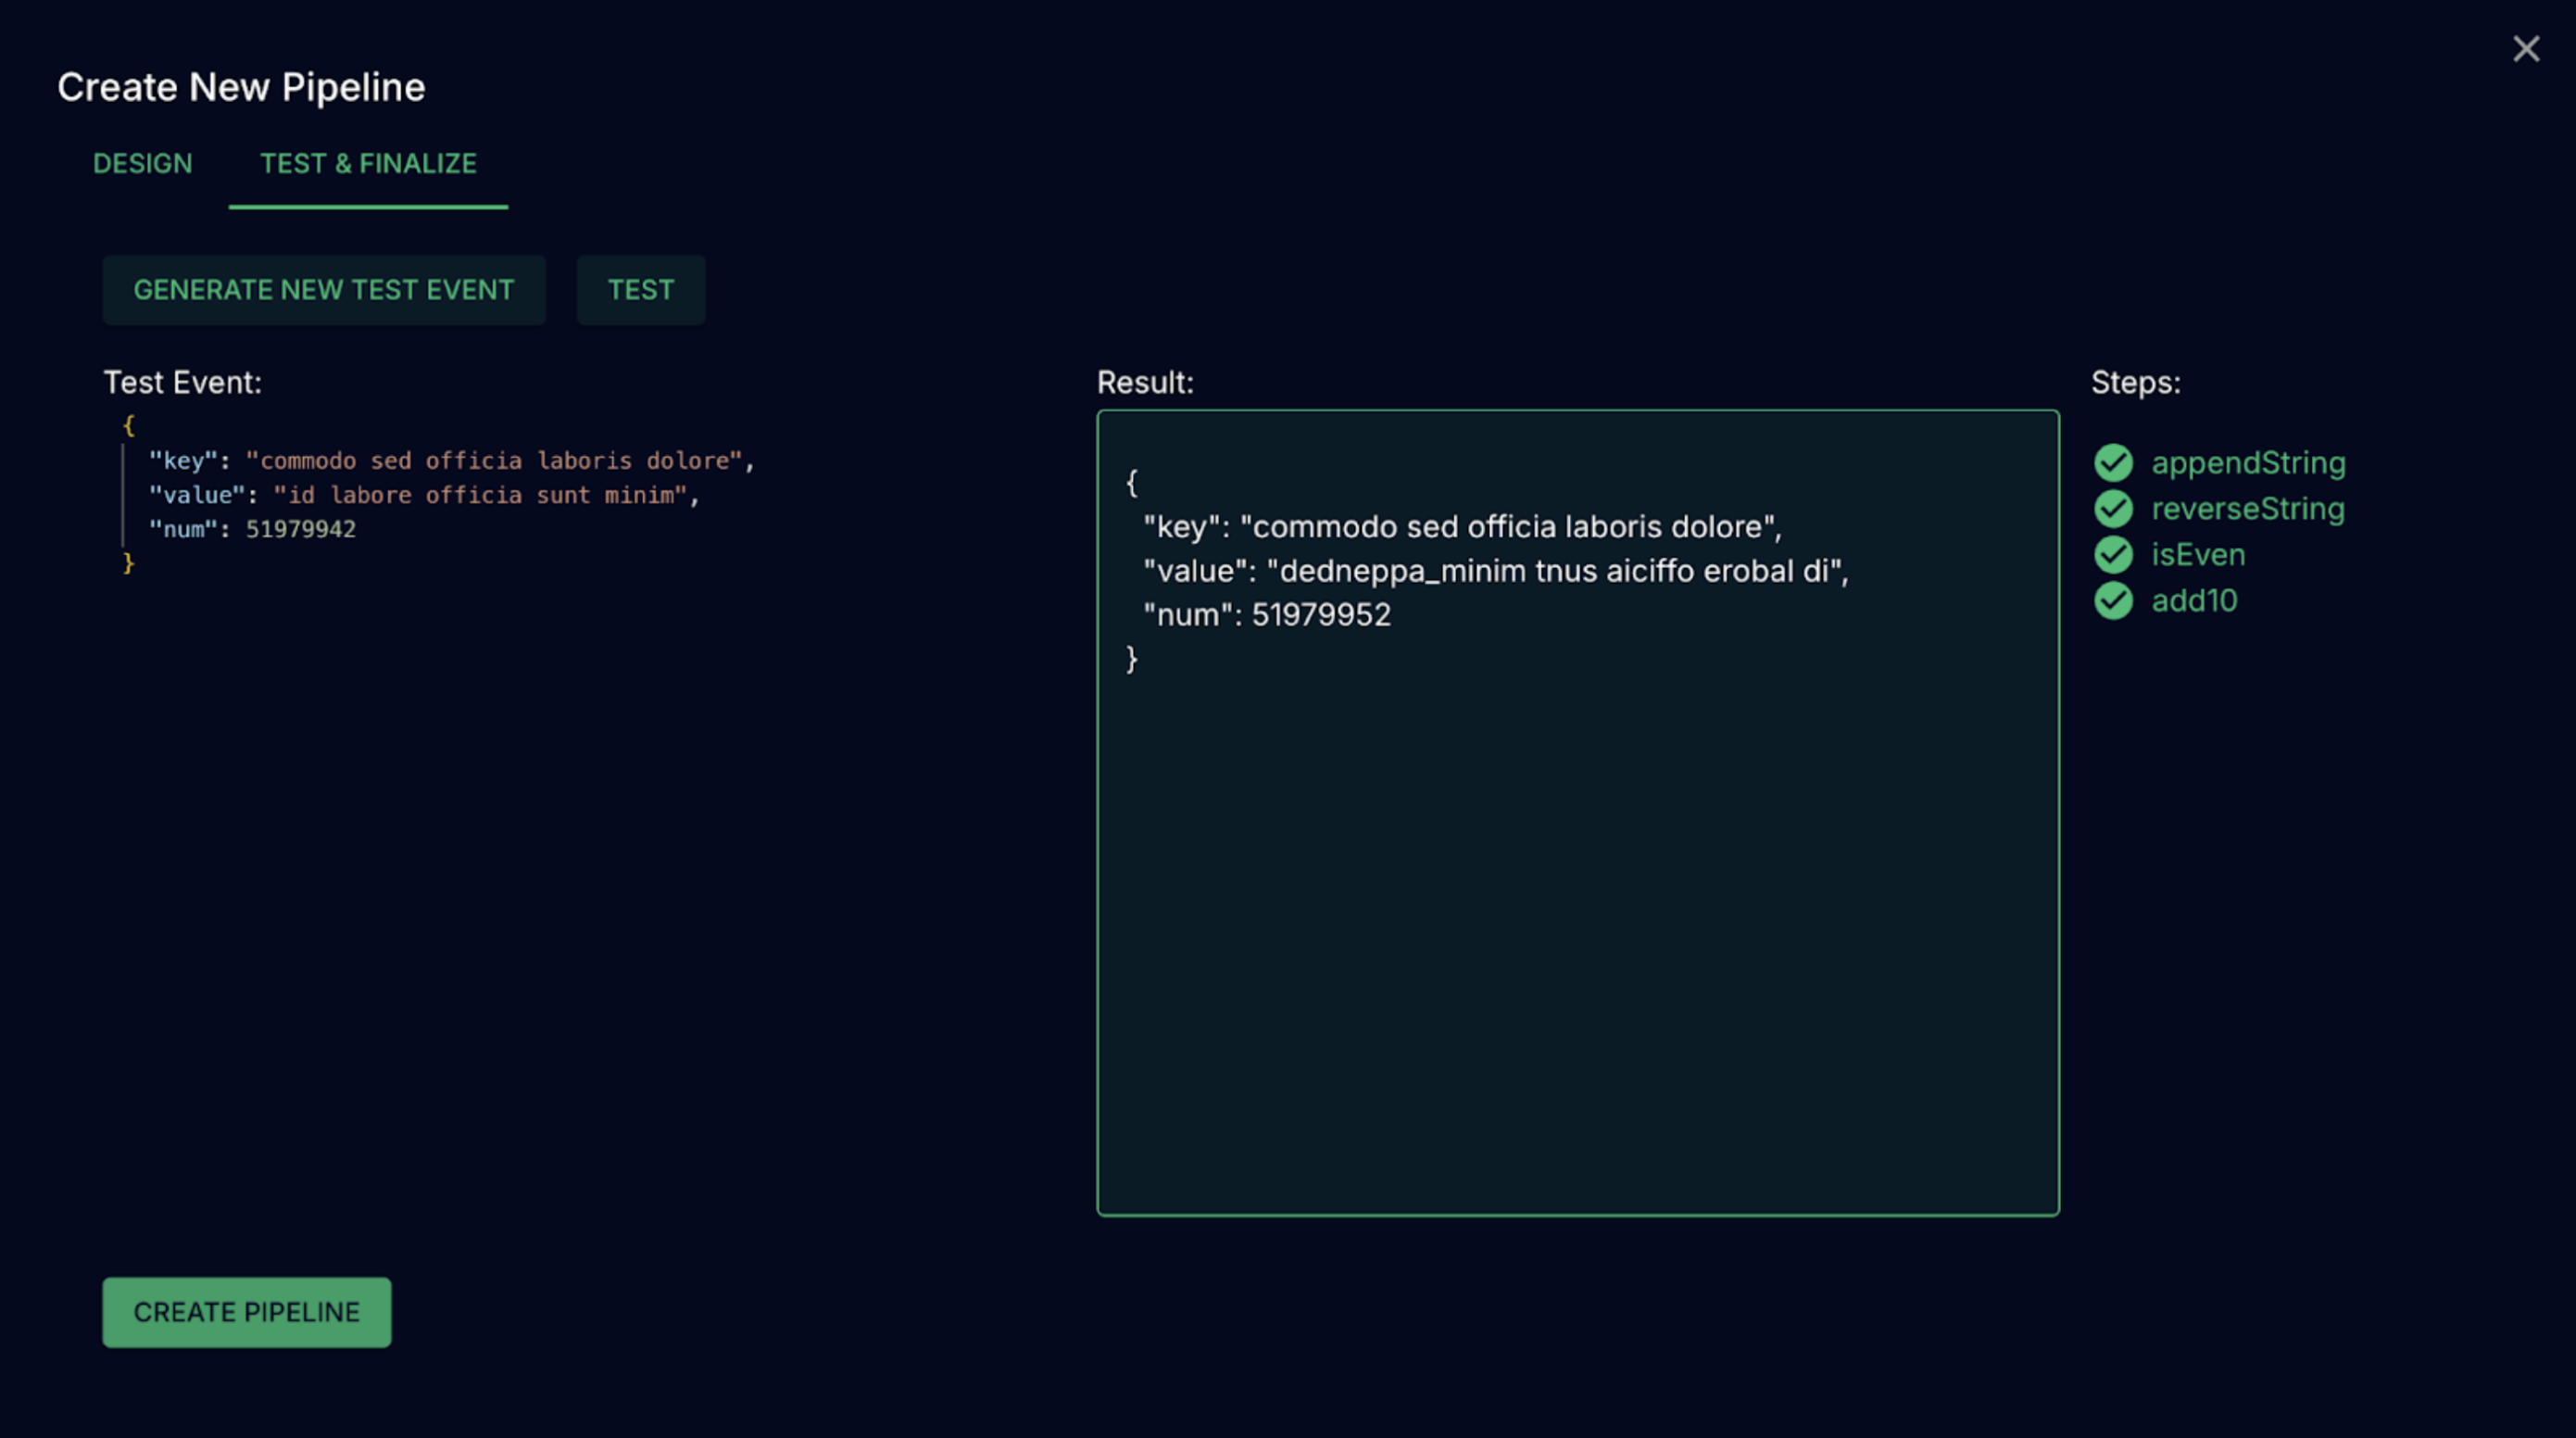 Create New Pipeline
DESIGN TEST & FINALIZE
GENERATE NEW TEST EVENT TEST
Test Event:
{
"key": "commodo sed officia laboris dolore",
"value": "id labore officia sunt minim",
"num": 51979942
}
Result:
{
"key": "commodo sed officia laboris dolore",
"value": "dedneppa_minim tnus aiciffo erobal di",
"num": 51979952
}
Steps:
appendString
reverseString
isEven
add10
CREATE PIPELINE